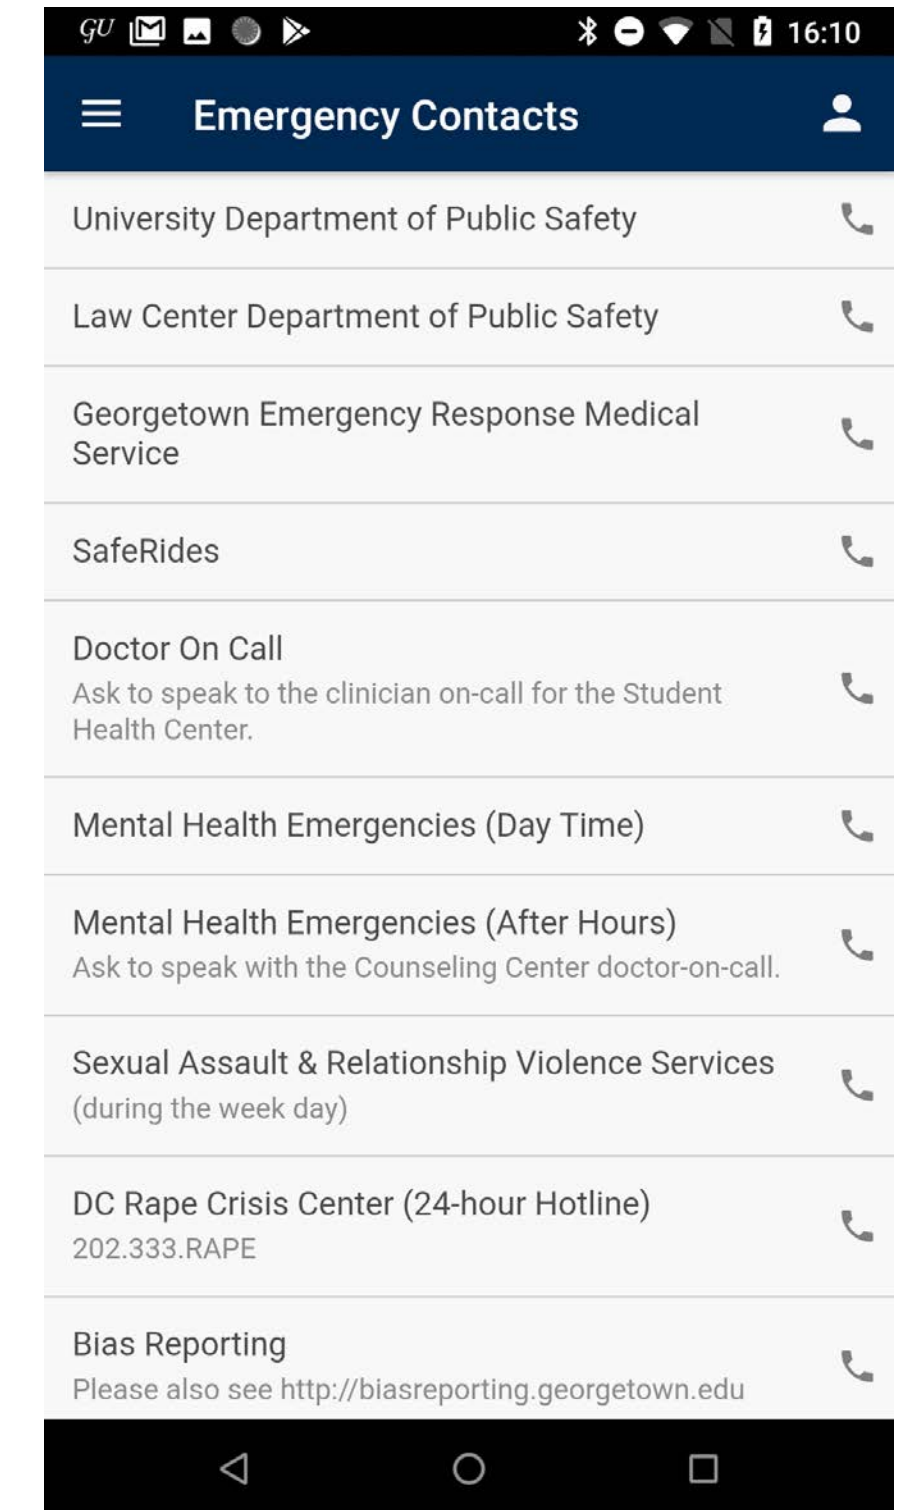 GU 16:10
Emergency Contacts
University Department of Public Safety
Law Center Department of Public Safety
Georgetown Emergency Response Medical
Service
SafeRides
Doctor On Call
Ask to speak to the clinician on-call for the Student
Health Center.
Mental Health Emergencies (Day Time)
Mental Health Emergencies (After Hours)
Ask to speak with the Counseling Center doctor-on-call.
Sexual Assault & Relationship Violence Services
(during the week day)
DC Rape Crisis Center (24-hour Hotline)
202.333.RAPE
Bias Reporting
Please also see http://biasreporting.georgetown.edu